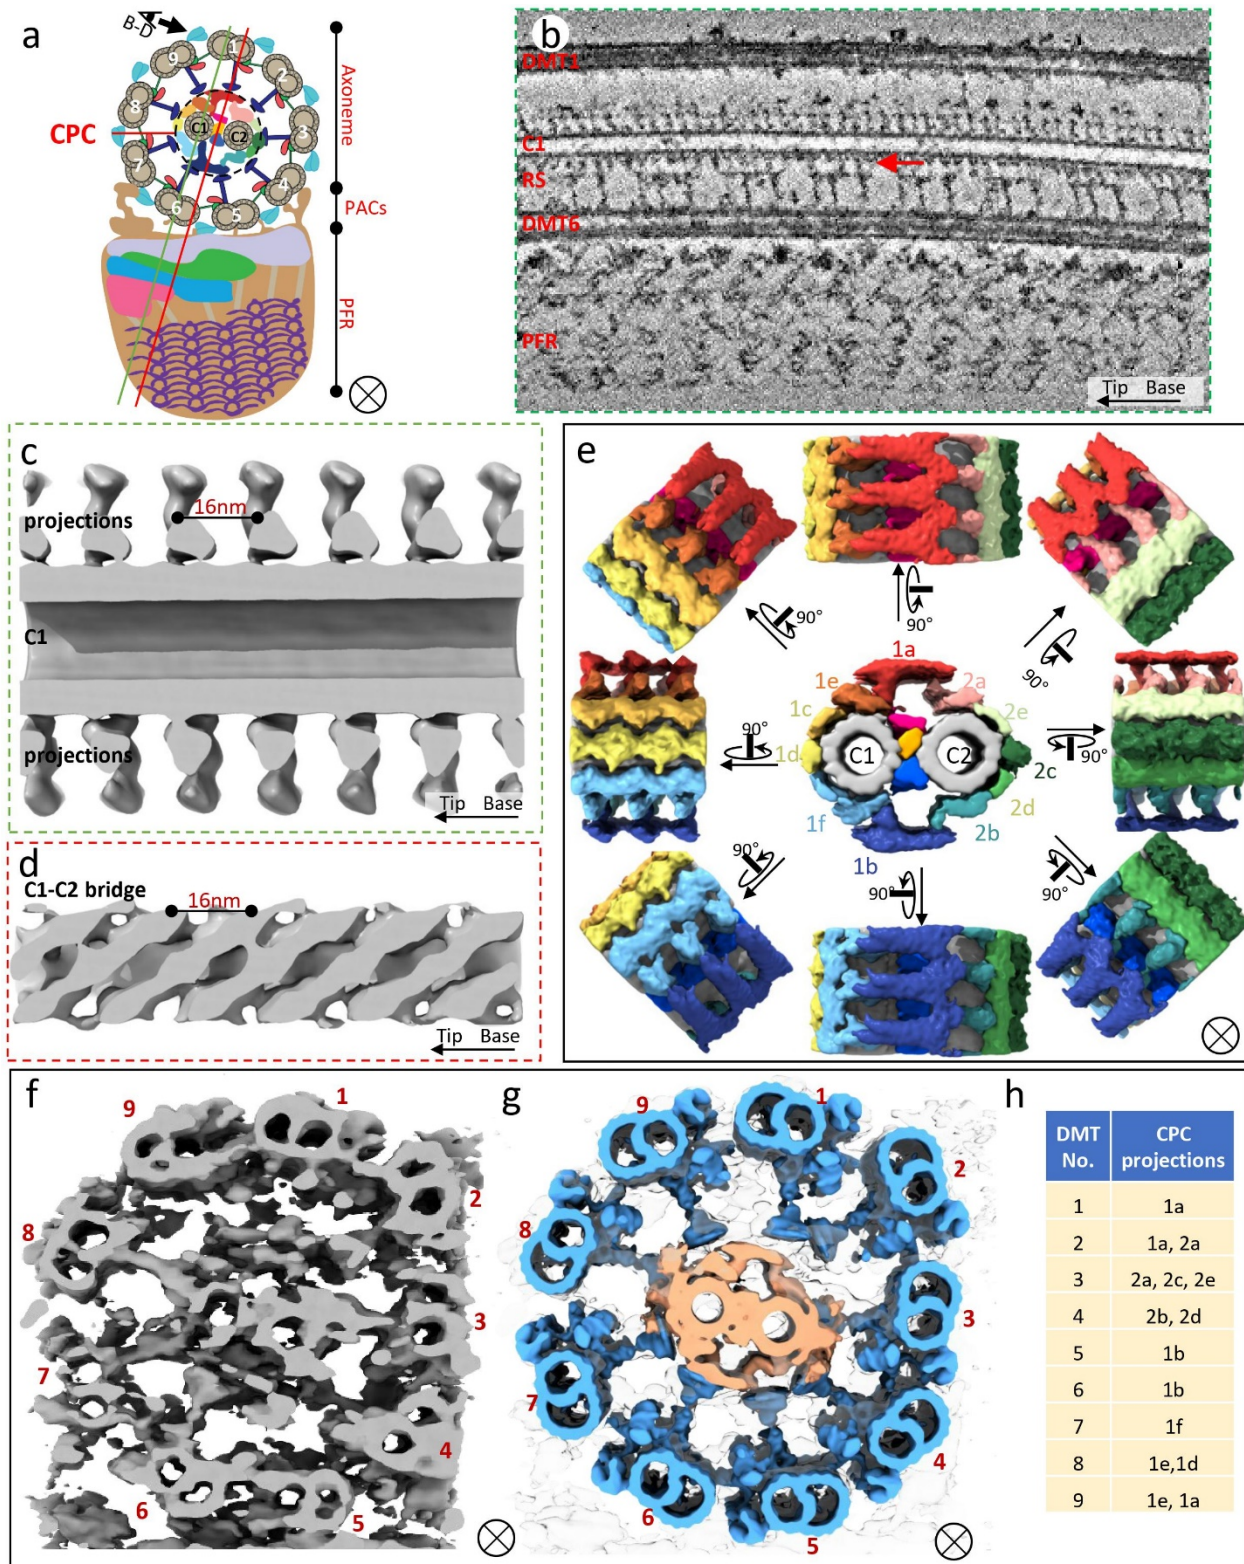 a
B-D
1
2
3
4
5
6
7
8
9
C1
C2
CPC
Axoneme
PACs
PFR
b
DMT1
C1
RS
DMT6
PFR
Tip Base
c
projections
16nm
C1
projections
Tip Base
d
C1-C2 bridge
16nm
Tip Base
e
90°
90°
90°
1a
1e
2a
1c
2e
90°
1d
C1
C2
90°
2c
2d
1f
2b
1b
90°
90°
90°
f
1
2
3
4
5
6
7
8
9
g
1
2
3
4
5
6
7
8
9
h
DMT No. CPC projections
1 1a
2 1a, 2a
3 2a, 2c, 2e
4 2b, 2d
5 1b
6 1b
7 1f
8 1e,1d
9 1e, 1a